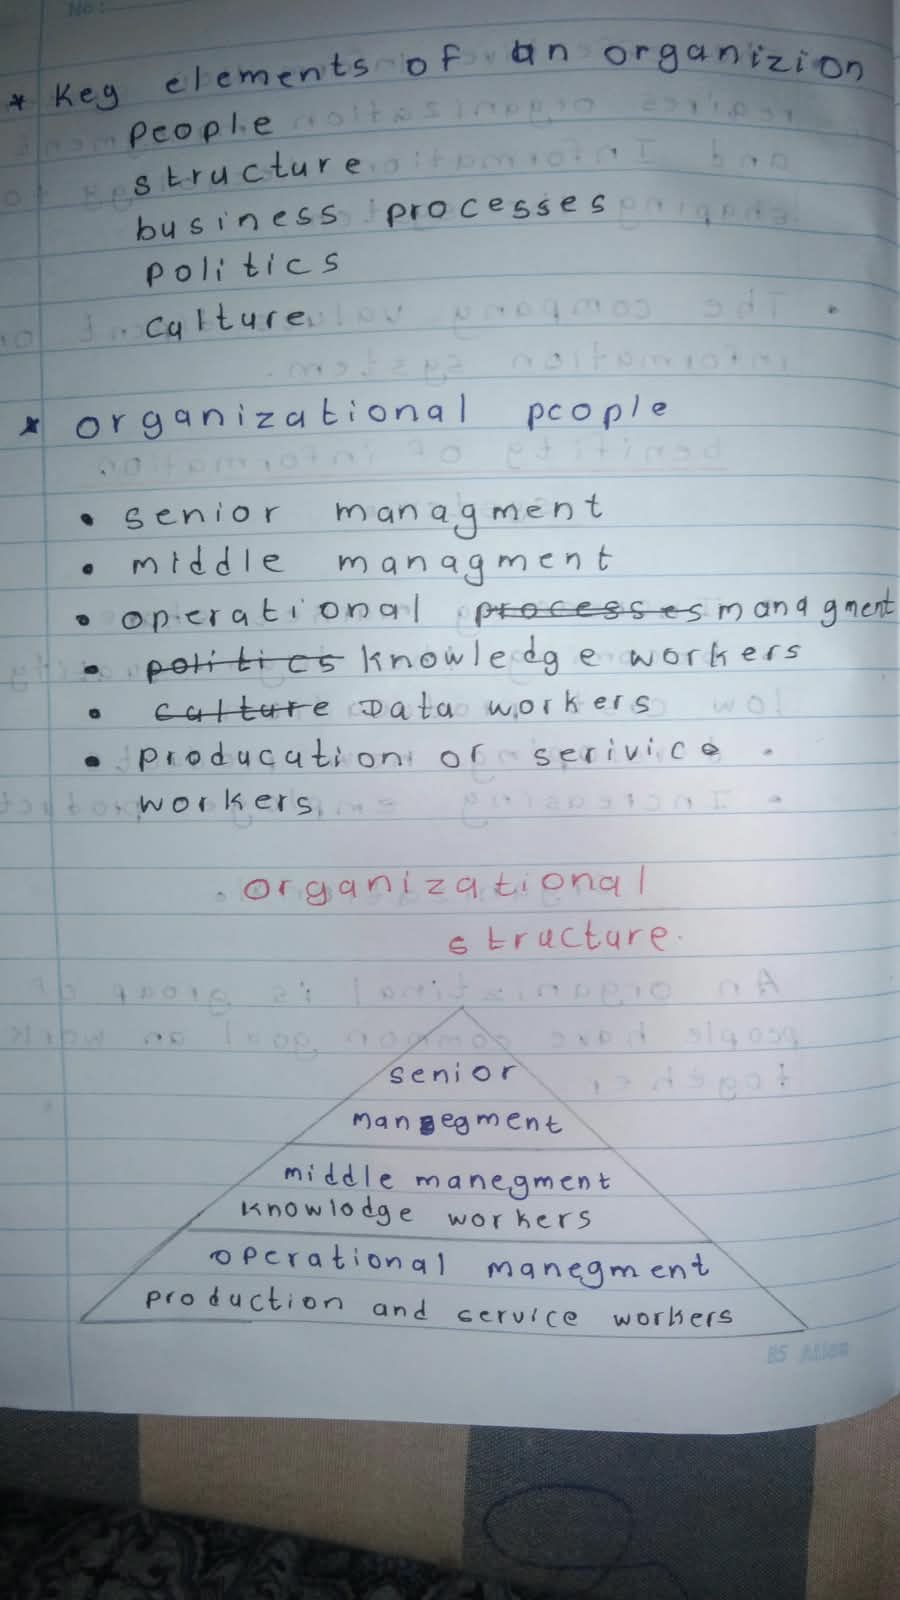 No:
* Key elements of an organizion
people
structure
business processes
politics
culture
* organizational people
• senior managment
• middle managment
• operational processes managment
• politics knowledge workers
• culture Data workers
• producation or serivice
workers
organizational
structure.
senior
manegment
middle manegment
knowlodge workers
operational manegment
production and service workers